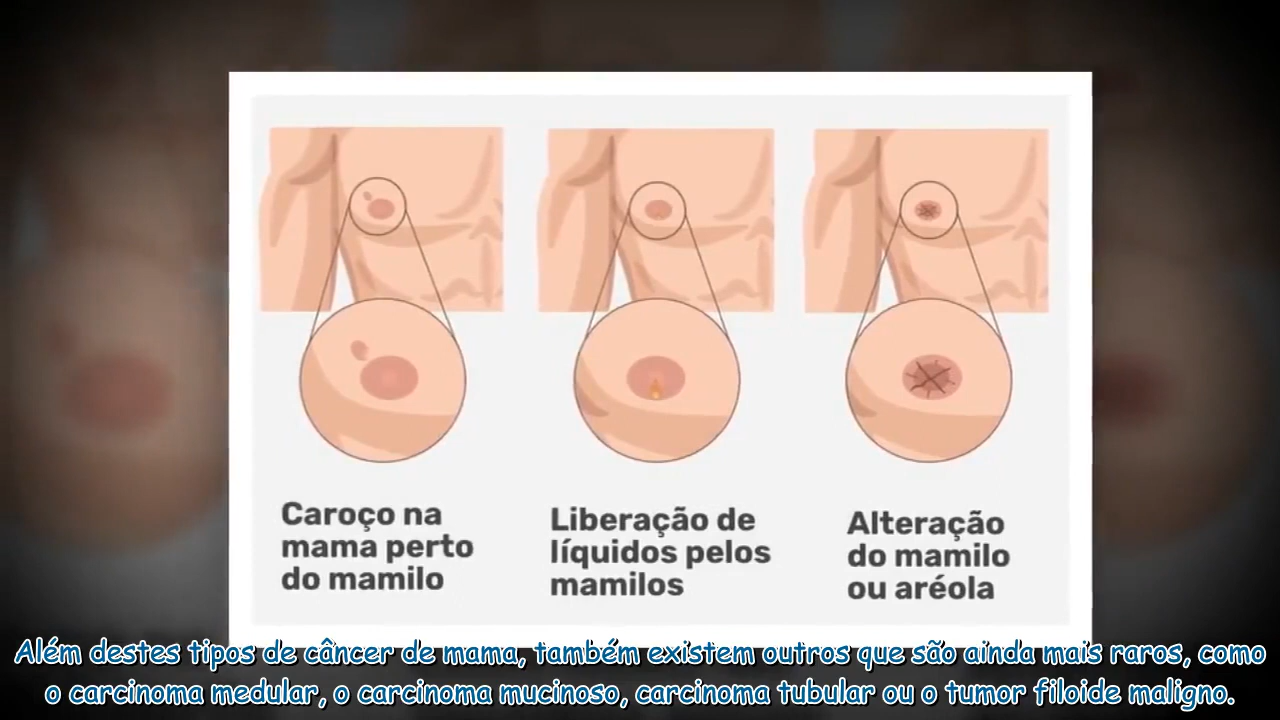 Caroço na
mama perto
do mamilo
Liberação de
líquidos pelos
mamilos
Alteração
do mamilo
ou aréola
Além destes tipos de câncer de mama, também existem outros que são ainda mais raros, como
o carcinoma medular, o carcinoma mucinoso, carcinoma tubular ou o tumor filoide maligno.